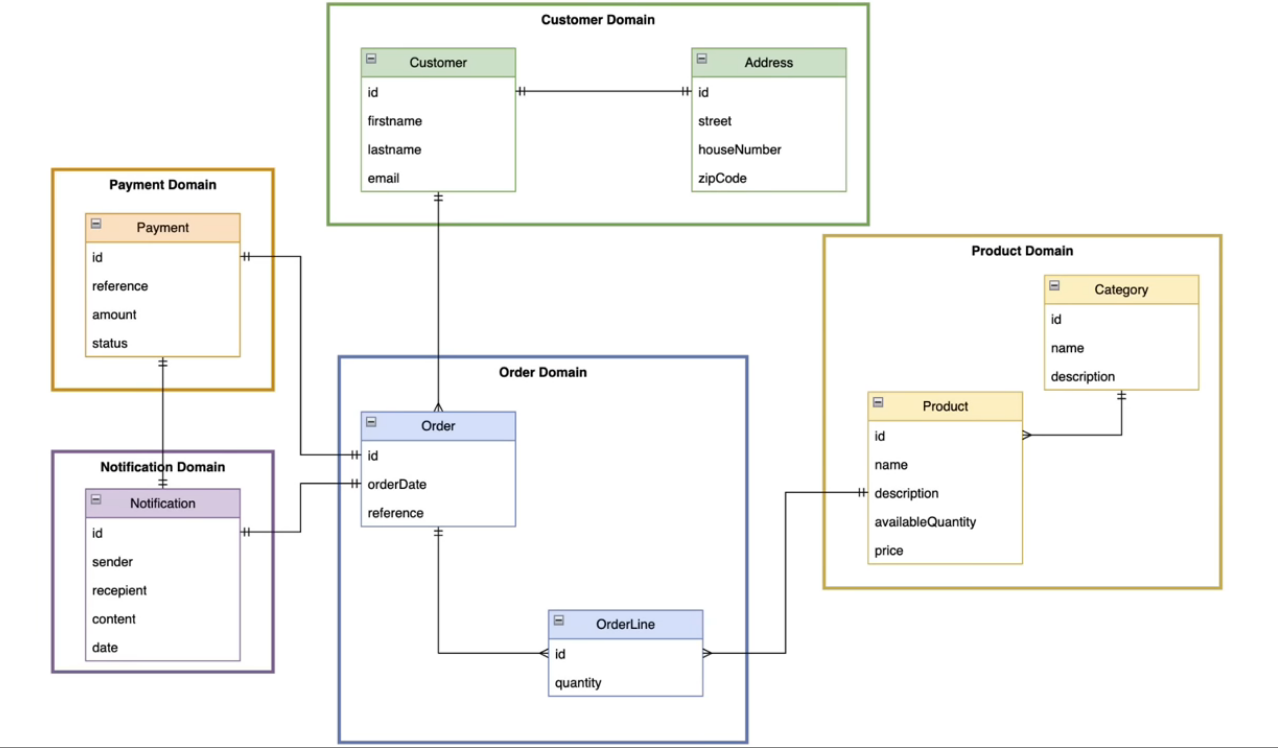 Customer Domain
Customer
id
firstname
lastname
email
Address
id
street
houseNumber
zipCode
Payment Domain
Payment
id
reference
amount
status
Product Domain
Category
id
name
description
Product
id
name
description
availableQuantity
price
Order Domain
Order
id
orderDate
reference
OrderLine
id
quantity
Notification Domain
Notification
id
sender
recepient
content
date